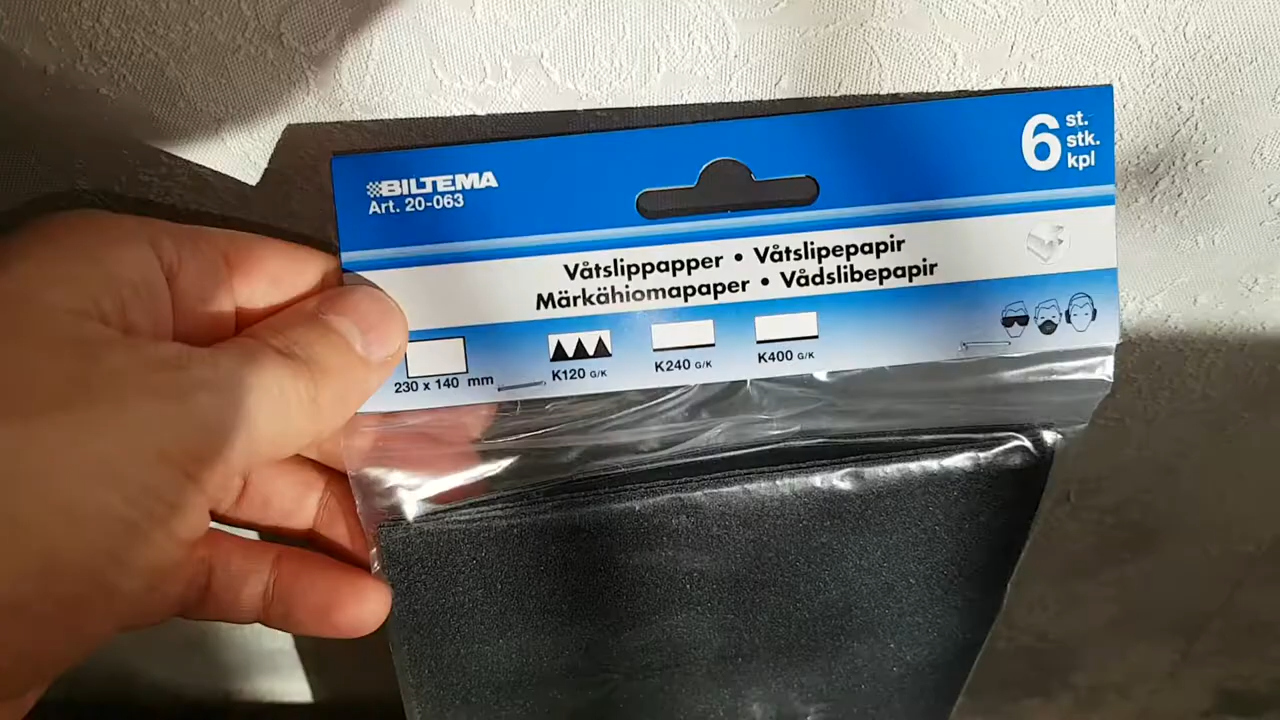 BILTEMA
Art. 20-063
6 st.
stk.
kpl
Våtslippapper • Våtslipepapir
Märkähiomapaper • Vådslibepapir
230 x 140 mm
K120 G/K
K240 G/K
K400 G/K